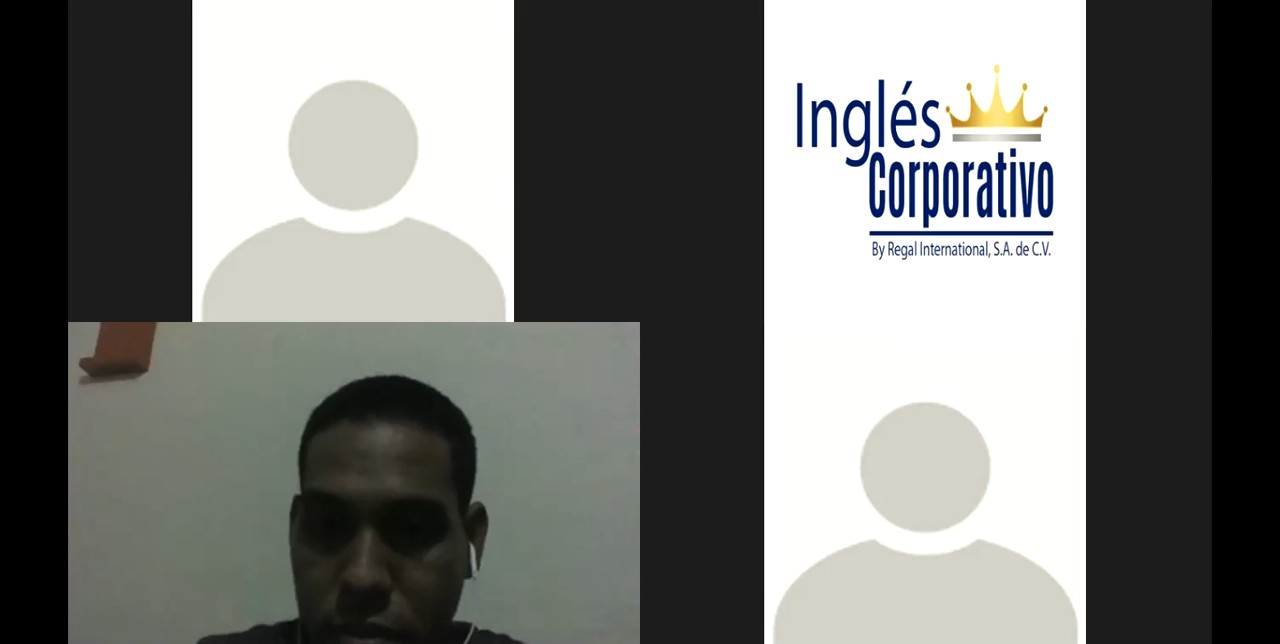 Inglés
Corporativo
By Regal International, S.A. de C.V.